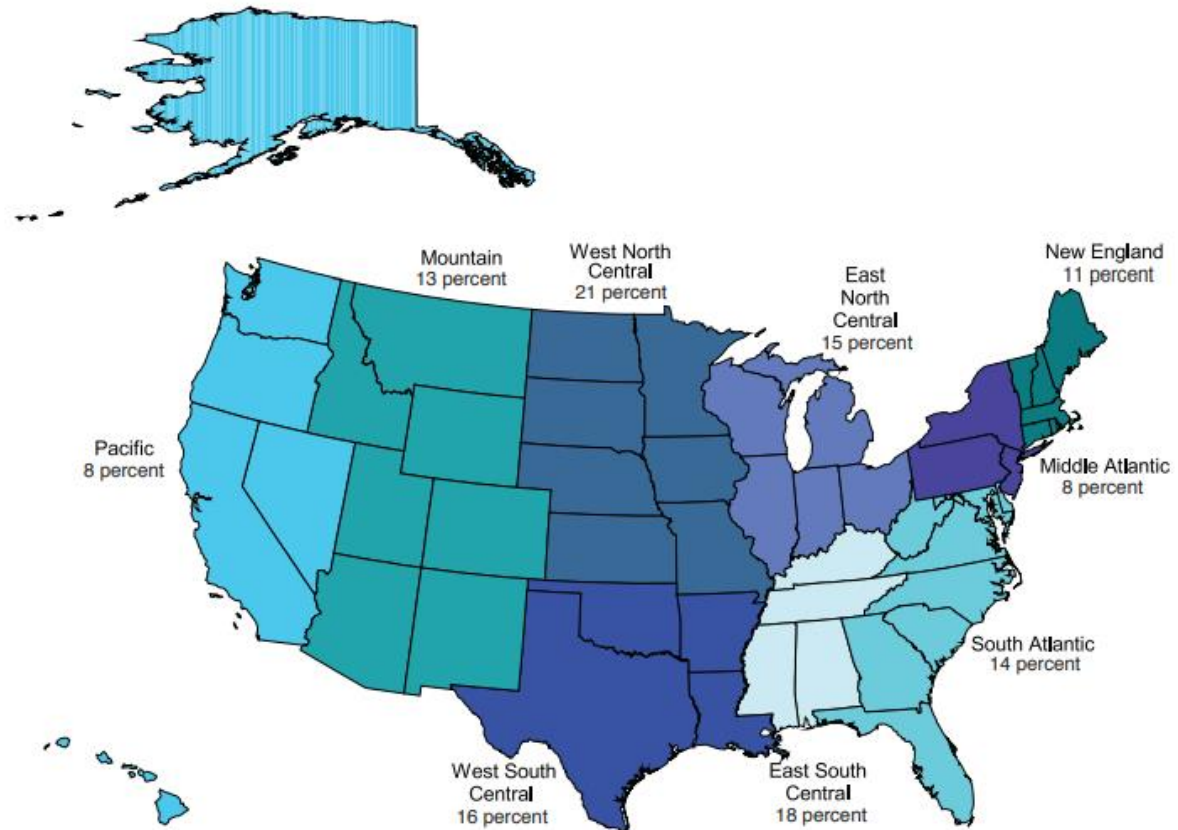 Mountain
13 percent
West North
Central
21 percent
East
North
Central
15 percent
New England
11 percent
Pacific
8 percent
Middle Atlantic
8 percent
South Atlantic
14 percent
West South
Central
16 percent
East South
Central
18 percent